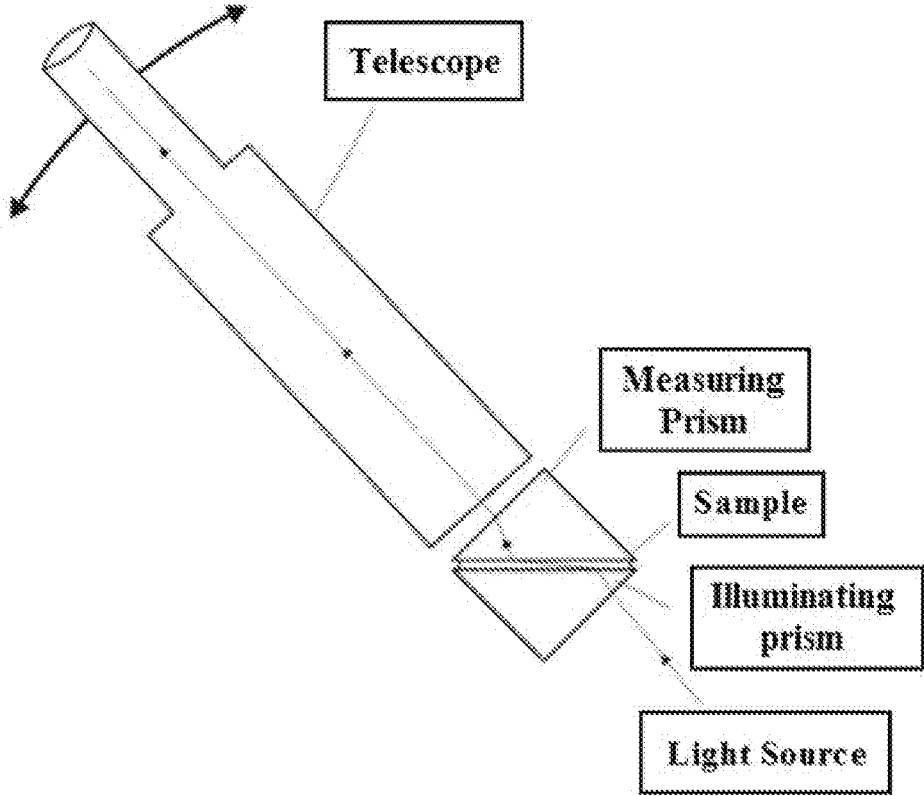 Telescope
Measuring
Prism
Sample
Illuminating
prism
Light Source